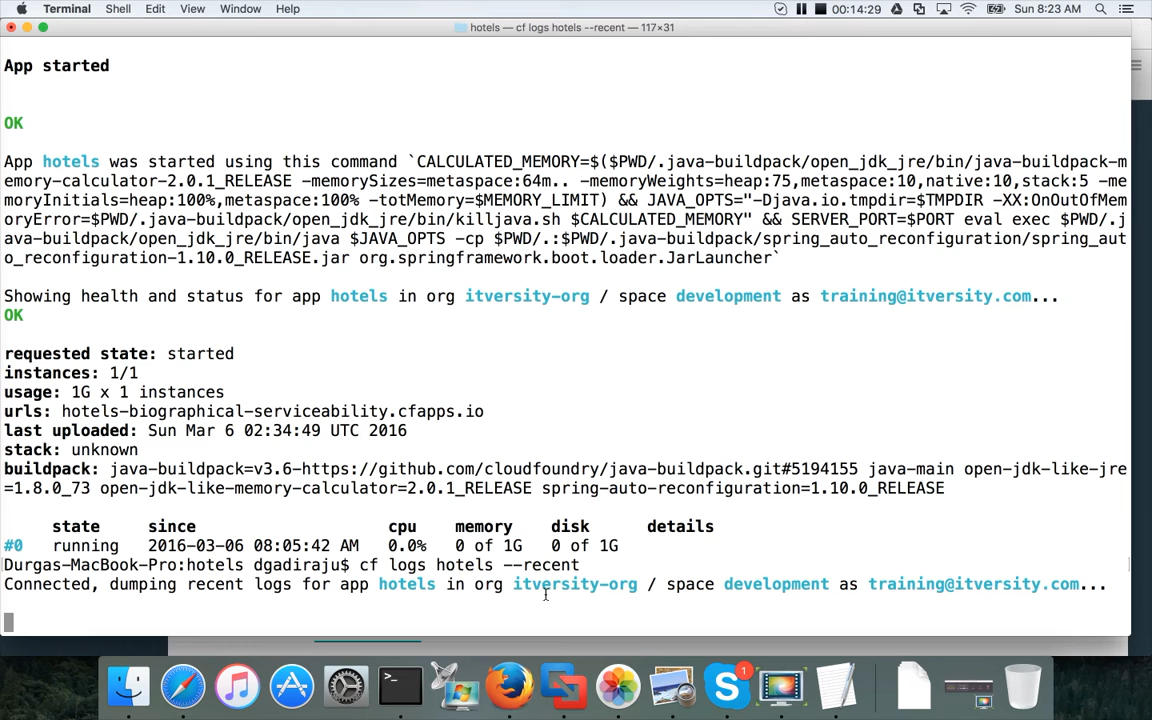 Terminal Shell Edit View Window Help 00:14:29 Sun 8:23 AM
hotels — cf logs hotels --recent — 117×31
App started
OK
App hotels was started using this command `CALCULATED_MEMORY=$($PWD/.java-buildpack/open_jdk_jre/bin/java-buildpack-m
emory-calculator-2.0.1_RELEASE -memorySizes=metaspace:64m.. -memoryWeights=heap:75,metaspace:10,native:10,stack:5 -me
moryInitials=heap:100%,metaspace:100% -totMemory=$MEMORY_LIMIT) && JAVA_OPTS="-Djava.io.tmpdir=$TMPDIR -XX:OnOutOfMem
oryError=$PWD/.java-buildpack/open_jdk_jre/bin/killjava.sh $CALCULATED_MEMORY" && SERVER_PORT=$PORT eval exec $PWD/.j
ava-buildpack/open_jdk_jre/bin/java $JAVA_OPTS -cp $PWD/.:$PWD/.java-buildpack/spring_auto_reconfiguration/spring_aut
o_reconfiguration-1.10.0_RELEASE.jar org.springframework.boot.loader.JarLauncher`
Showing health and status for app hotels in org itversity-org / space development as training@itversity.com...
OK
requested state: started
instances: 1/1
usage: 1G x 1 instances
urls: hotels-biographical-serviceability.cfapps.io
last uploaded: Sun Mar 6 02:34:49 UTC 2016
stack: unknown
buildpack: java-buildpack=v3.6-https://github.com/cloudfoundry/java-buildpack.git#5194155 java-main open-jdk-like-jre
=1.8.0_73 open-jdk-like-memory-calculator=2.0.1_RELEASE spring-auto-reconfiguration=1.10.0_RELEASE
state since cpu memory disk details
#0 running 2016-03-06 08:05:42 AM 0.0% 0 of 1G 0 of 1G
Durgas-MacBook-Pro:hotels dgadiraju$ cf logs hotels --recent
Connected, dumping recent logs for app hotels in org itversity-org / space development as training@itversity.com...
>_
1